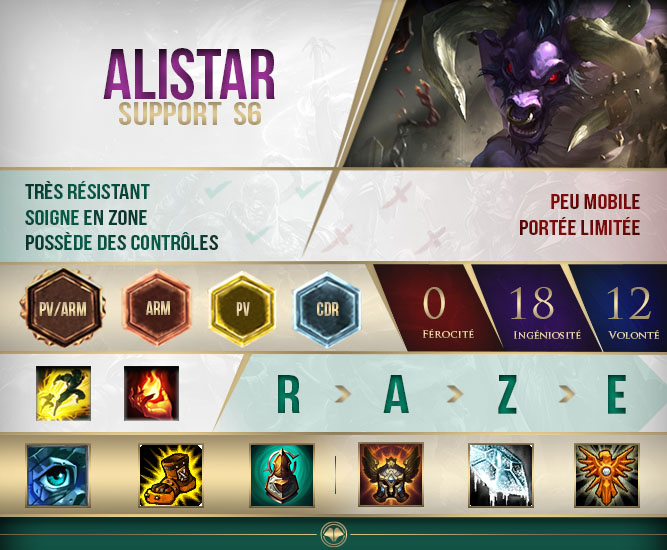 ALISTAR
SUPPORT S6
TRÈS RÉSISTANT
SOIGNE EN ZONE
POSSÈDE DES CONTRÔLES
PEU MOBILE
PORTÉE LIMITÉE
PV/ARM
ARM
PV
CDR
0
FÉROCITÉ
18
INGÉNIOSITÉ
12
VOLONTÉ
R > A > Z > E